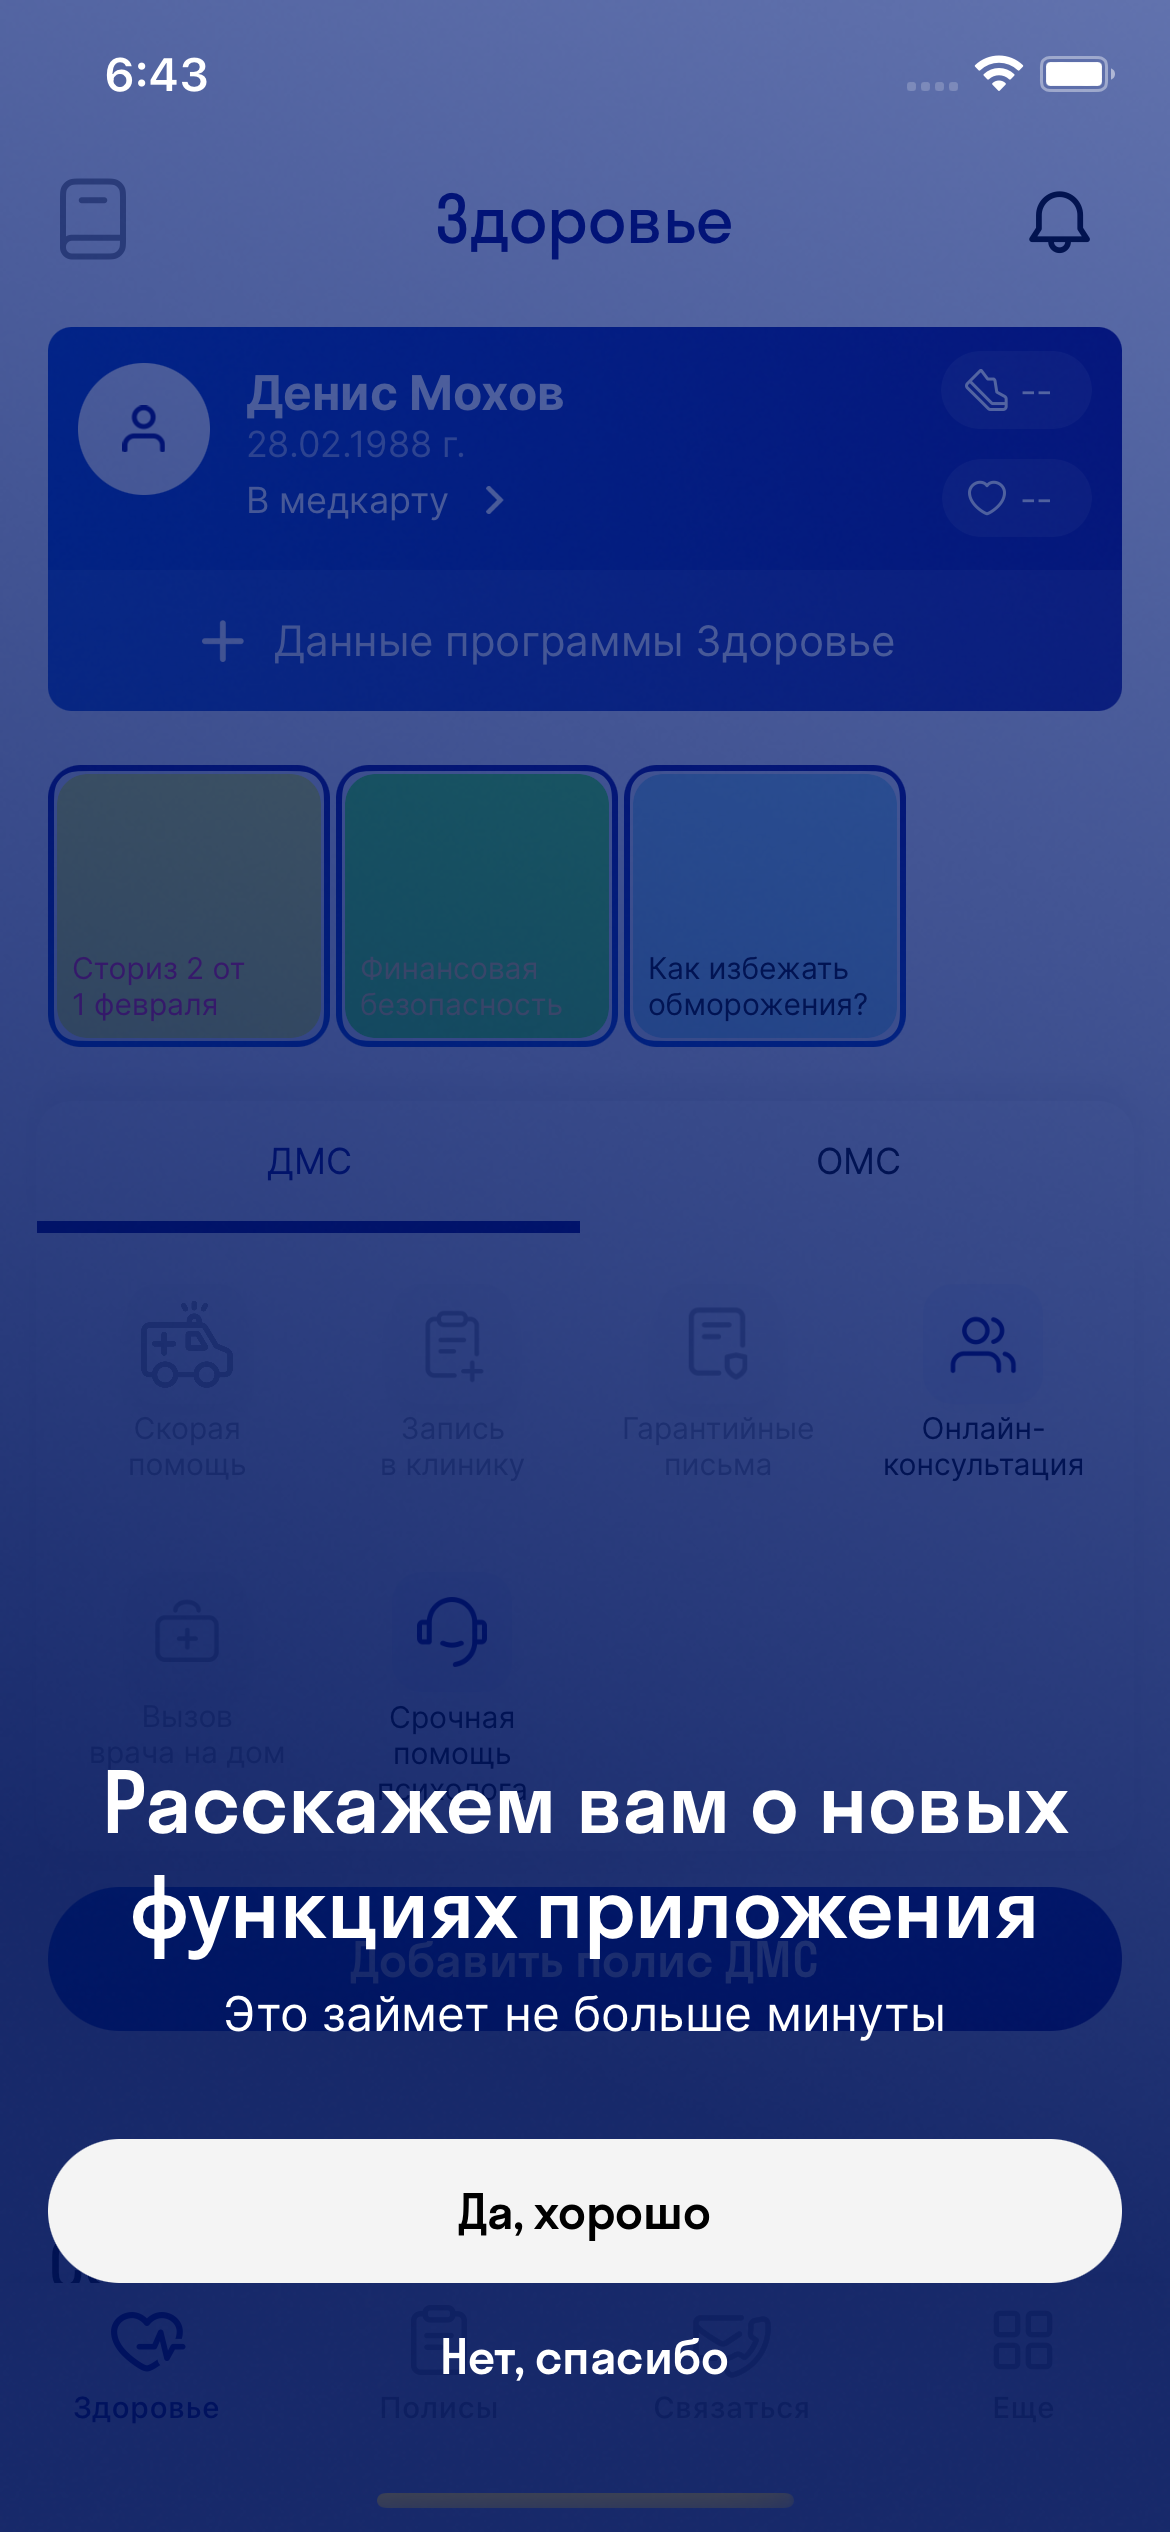 6:43
Здоровье
Денис Мохов
28.02.1988 г.
В медкарту
--
--
Данные программы Здоровье
Сториз 2 от
1 февраля
Финансовая
безопасность
Как избежать
обморожения?
ДМС
ОМС
Скорая
помощь
Запись
в клинику
Гарантийные
письма
Онлайн-
консультация
Вызов
врача на дом
Срочная
помощь
психолога
Расскажем вам о новых
функциях приложения
Добавить полис ДМС
Это займет не больше минуты
Да, хорошо
Нет, спасибо
Здоровье
Полисы
Связаться
Еще